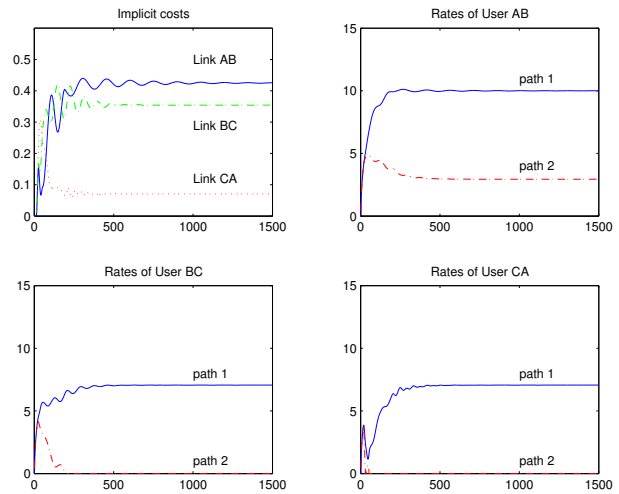 Implicit costs
0.6
0.5
0.4
0.3
0.2
0.1
0
0
500
1000
1500
Link AB
Link BC
Link CA
Rates of User AB
15
10
5
0
0
500
1000
1500
path 1
path 2
Rates of User BC
15
10
5
0
0
500
1000
1500
path 1
path 2
Rates of User CA
15
10
5
0
0
500
1000
1500
path 1
path 2